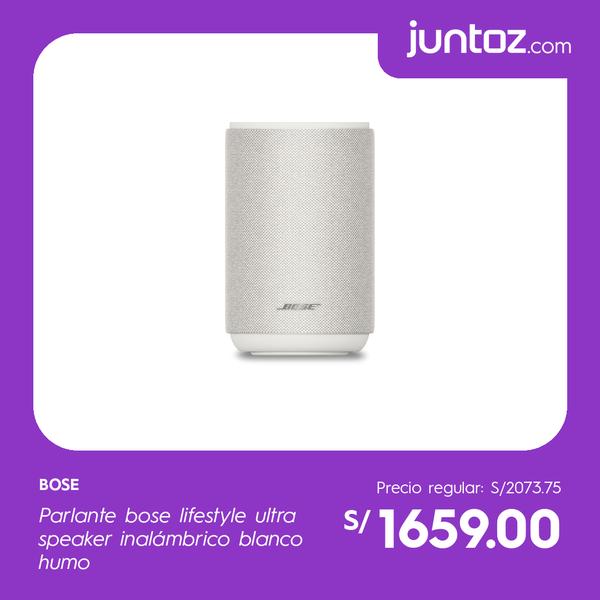 juntoz.com
BOSE
BOSE
Parlante bose lifestyle ultra
speaker inalámbrico blanco
humo
Precio regular: S/2073.75
S/1659.00